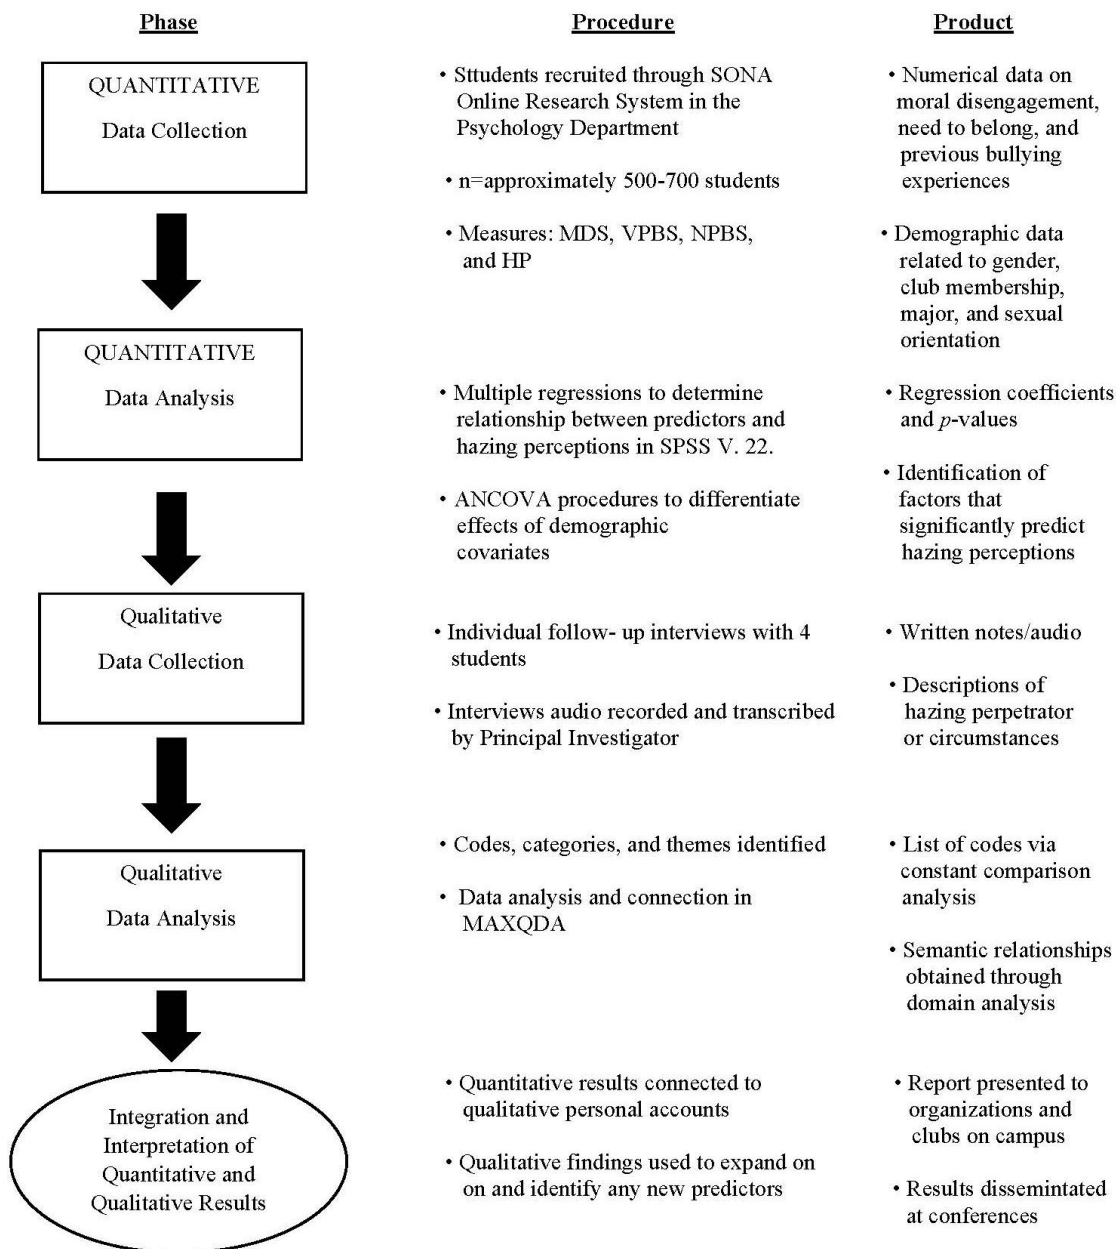 Phase
Procedure
Product
QUANTITATIVE
Data Collection
• Sttudents recruited through SONA
Online Research System in the
Psychology Department
• n=approximately 500-700 students
• Measures: MDS, VPBS, NPBS,
and HP
• Numerical data on
moral disengagement,
need to belong, and
previous bullying
experiences
• Demographic data
related to gender,
club membership,
major, and sexual
orientation
QUANTITATIVE
Data Analysis
• Multiple regressions to determine
relationship between predictors and
hazing perceptions in SPSS V. 22.
• ANCOVA procedures to differentiate
effects of demographic
covariates
• Regression coefficients
and p-values
• Identification of
factors that
significantly predict
hazing perceptions
Qualitative
Data Collection
• Individual follow- up interviews with 4
students
• Interviews audio recorded and transcribed
by Principal Investigator
• Written notes/audio
• Descriptions of
hazing perpetrator
or circumstances
Qualitative
Data Analysis
• Codes, categories, and themes identified
• Data analysis and connection in
MAXQDA
• List of codes via
constant comparison
analysis
• Semantic relationships
obtained through
domain analysis
Integration and
Interpretation of
Quantitative and
Qualitative Results
• Quantitative results connected to
qualitative personal accounts
• Qualitative findings used to expand on
on and identify any new predictors
• Report presented to
organizations and
clubs on campus
• Results dissemintated
at conferences